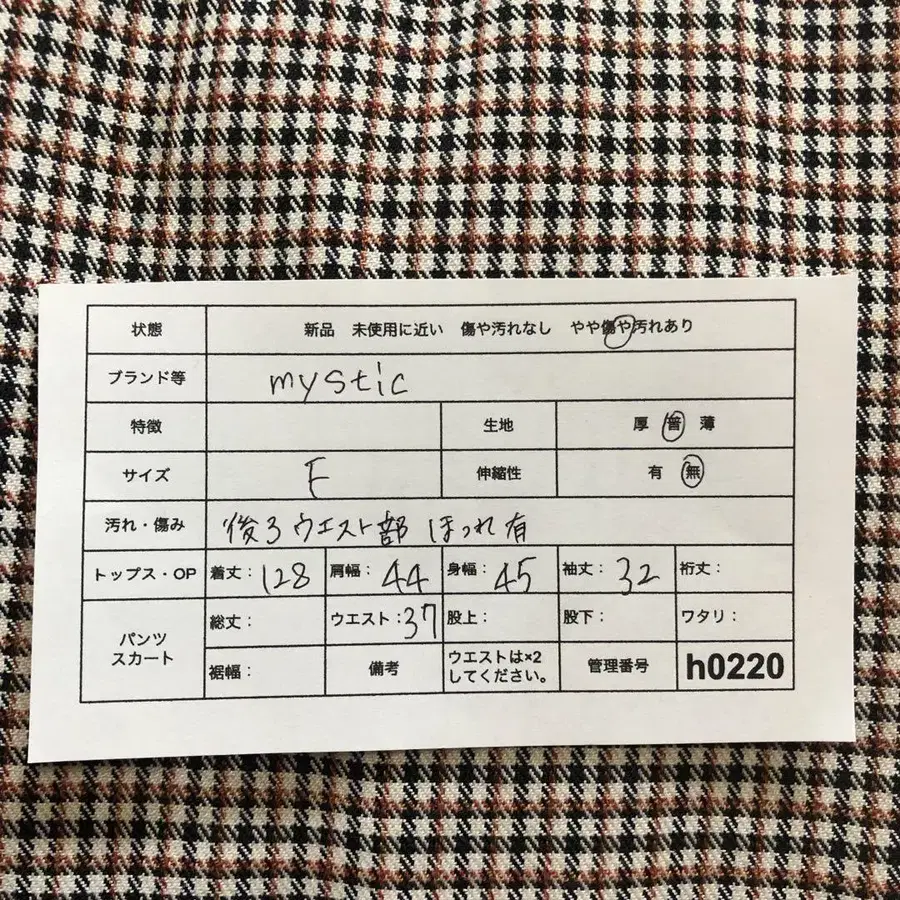 状態 新品 未使用に近い 傷や汚れなし やや傷や汚れあり
ブランド等 mystic
特徴 生地 厚 普 薄
サイズ F 伸縮性 有 無
汚れ・傷み 後ろウエスト部 ほつれ有
トップス・OP 着丈：128 肩幅：44 身幅：45 袖丈：32 裄丈：
パンツ スカート 総丈： ウエスト：37 股上： 股下： ワタリ：
裾幅： 備考 ウエストは×2 してください。 管理番号 h0220